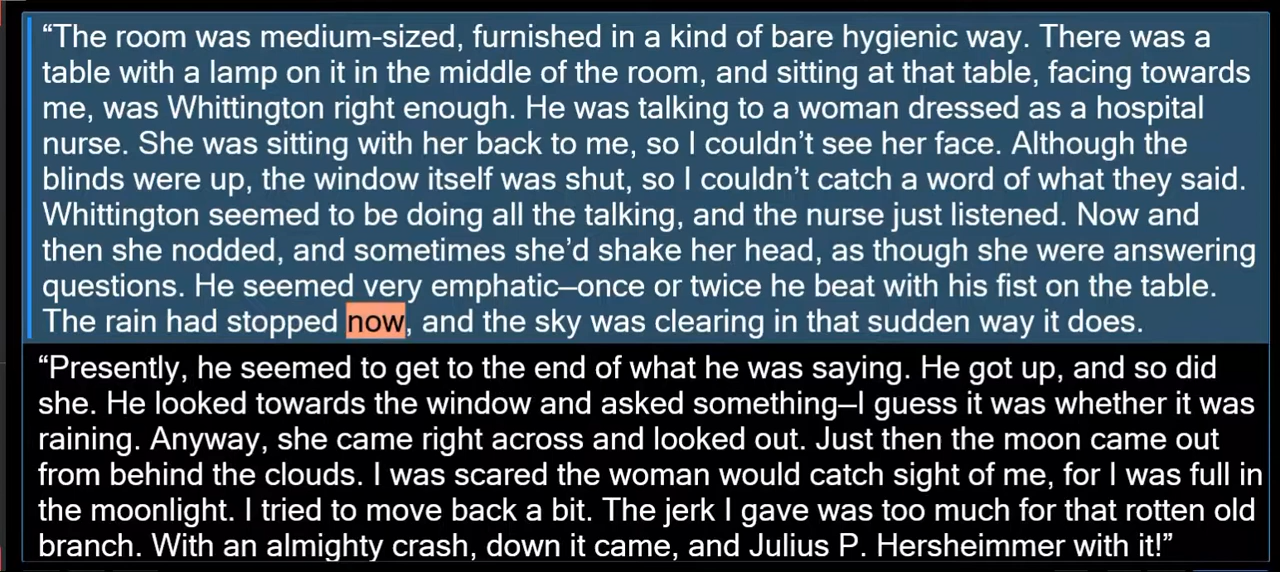 “The room was medium-sized, furnished in a kind of bare hygienic way. There was a
table with a lamp on it in the middle of the room, and sitting at that table, facing towards
me, was Whittington right enough. He was talking to a woman dressed as a hospital
nurse. She was sitting with her back to me, so I couldn’t see her face. Although the
blinds were up, the window itself was shut, so I couldn’t catch a word of what they said.
Whittington seemed to be doing all the talking, and the nurse just listened. Now and
then she nodded, and sometimes she’d shake her head, as though she were answering
questions. He seemed very emphatic—once or twice he beat with his fist on the table.
The rain had stopped now, and the sky was clearing in that sudden way it does.
“Presently, he seemed to get to the end of what he was saying. He got up, and so did
she. He looked towards the window and asked something—I guess it was whether it was
raining. Anyway, she came right across and looked out. Just then the moon came out
from behind the clouds. I was scared the woman would catch sight of me, for I was full in
the moonlight. I tried to move back a bit. The jerk I gave was too much for that rotten old
branch. With an almighty crash, down it came, and Julius P. Hersheimmer with it!”